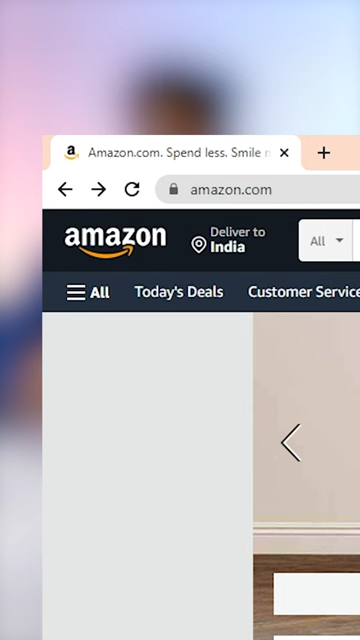 a Amazon.com. Spend less. Smile
amazon.com
amazon
Deliver to
India
All
All Today's Deals Customer Service